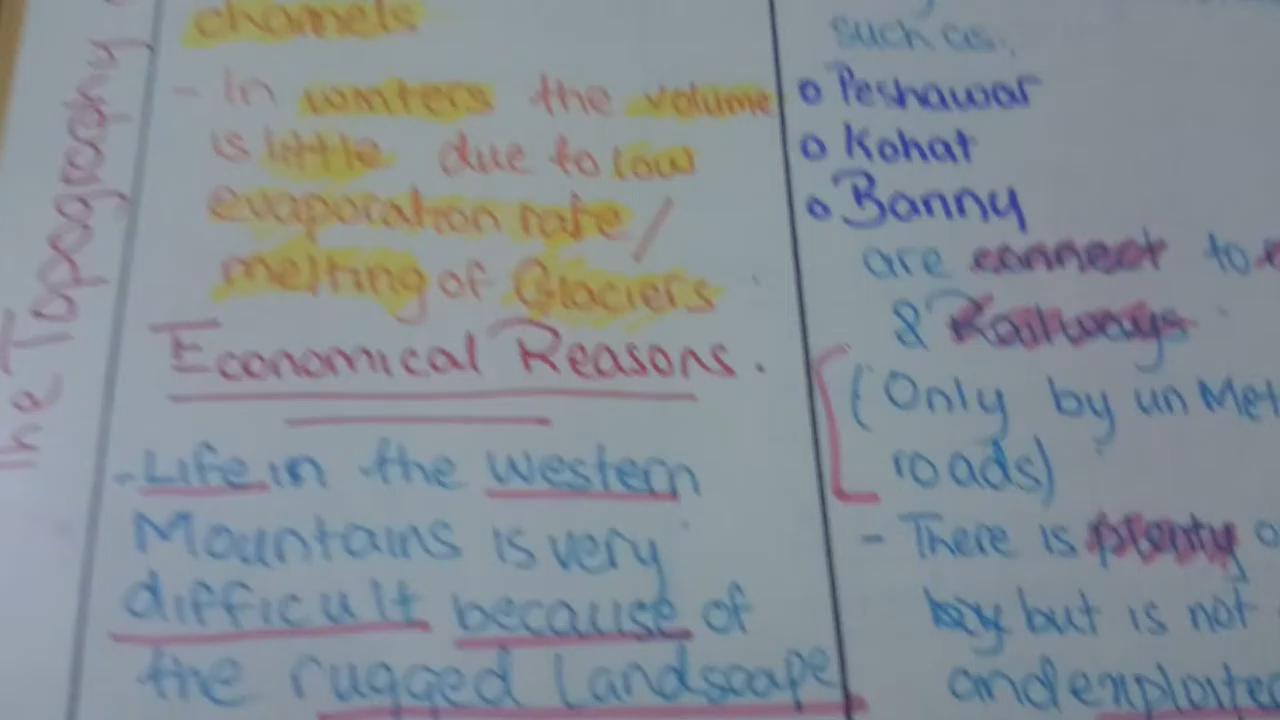 The Topography
channels
- In winters the volume
is little due to low
evaporation rate/
melting of Glaciers
Economical Reasons.
- Life in the western
Mountains is very
difficult because of
the rugged landscape
such as.
o Peshawar
o Kohat
o Banny
are connect to
& Railways
(Only by un Met
roads)
- There is plenty o
but is not
and exploited